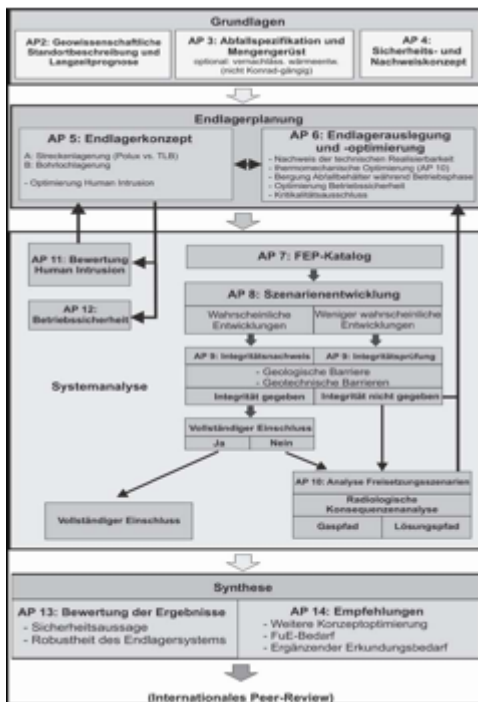 Grundlagen
AP2: Geowissenschaftliche
Standortbeschreibung und
Langzeitprognose
AP 3: Abfallspezifikation und
Mengengerüst
optional: vernachläss. wärmeentw.
(nicht Konrad-gängig)
AP 4:
Sicherheits- und
Nachweiskonzept
Endlagerplanung
AP 5: Endlagerkonzept
A: Streckenlagerung (Polux vs. TLB)
B: Bohrlochlagerung
- Optimierung Human Intrusion
AP 6: Endlagerauslegung
und -optimierung
- Nachweis der technischen Realisierbarkeit
- thermomechanische Optimierung (AP 10)
- Bergung Abfallbehälter während Betriebsphase
- Optimierung Betriebssicherheit
- Kritikalitätsausschluss
AP 11: Bewertung
Human Intrusion
AP 12:
Betriebssicherheit
Systemanalyse
AP 7: FEP-Katalog
AP 8: Szenarienentwicklung
Wahrscheinliche
Entwicklungen
Weniger wahrscheinliche
Entwicklungen
AP 9: Integritätsnachweis
AP 9: Integritätsprüfung
- Geologische Barriere
- Geotechnische Barrieren
Integrität gegeben
Integrität nicht gegeben
Vollständiger Einschluss
Ja
Nein
Vollständiger Einschluss
AP 10: Analyse Freisetzungsszenarien
Radiologische
Konsequenzenanalyse
Gaspfad
Lösungspfad
Synthese
AP 13: Bewertung der Ergebnisse
- Sicherheitsaussage
- Robustheit des Endlagersystems
AP 14: Empfehlungen
- Weitere Konzeptoptimierung
- FuE-Bedarf
- Ergänzender Erkundungsbedarf
(Internationales Peer-Review)